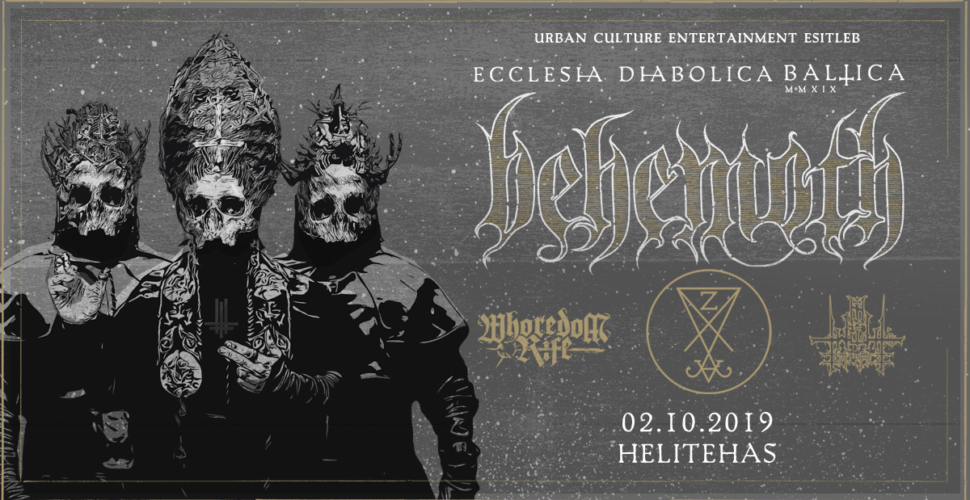 URBAN CULTURE ENTERTAINMENT ESITLEB
ECCLESIA DIABOLICA BALTICA
MMXIX
behemoth
Whoredom
Rife
Z
02.10.2019
HELITEHAS